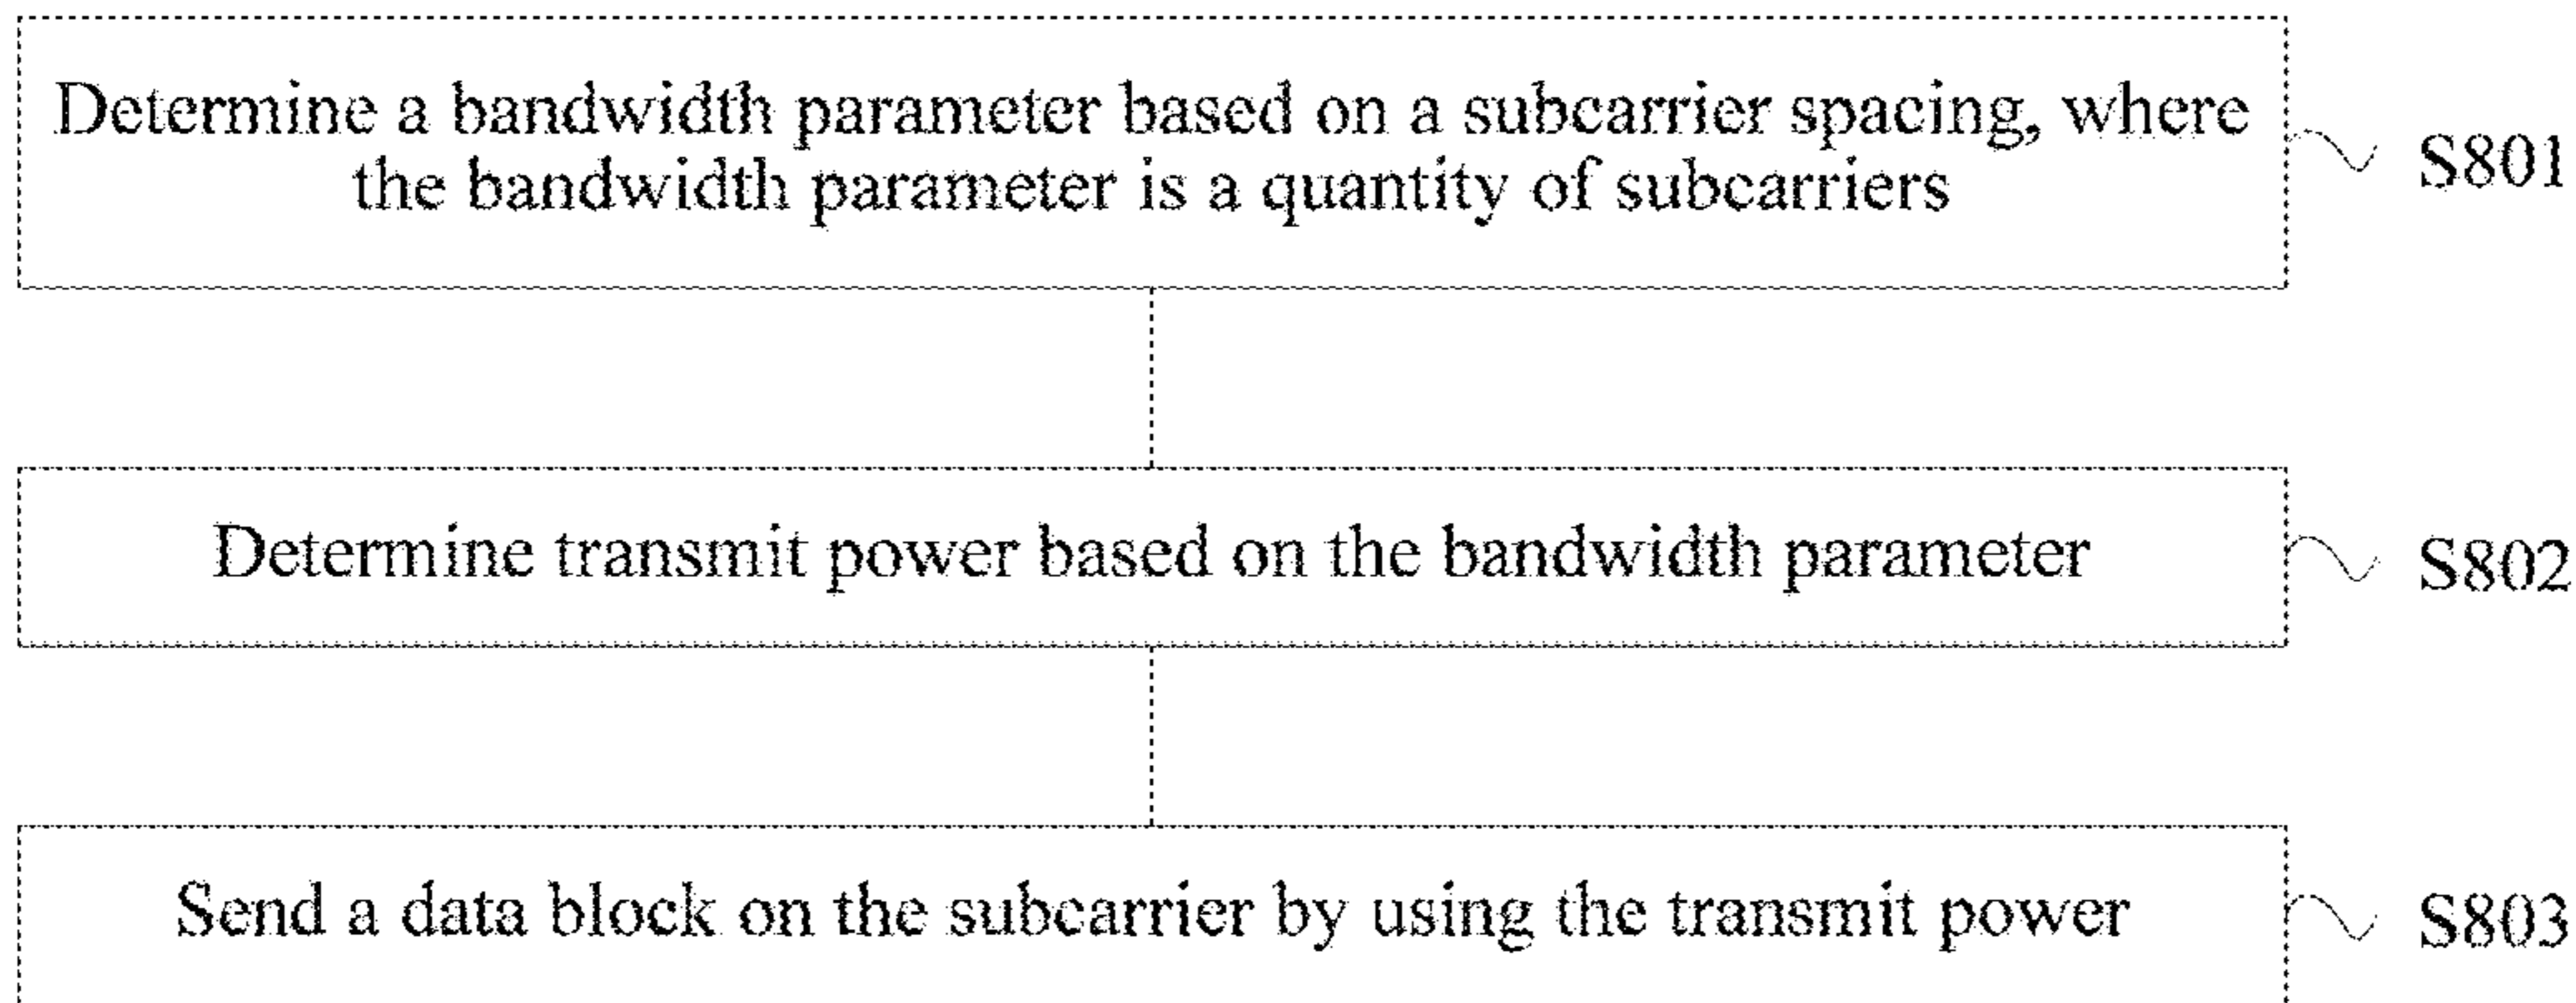 Determine a bandwidth parameter based on a subcarrier spacing, where
the bandwidth parameter is a quantity of subcarriers
S801
Determine transmit power based on the bandwidth parameter
S802
Send a data block on the subcarrier by using the transmit power
S803